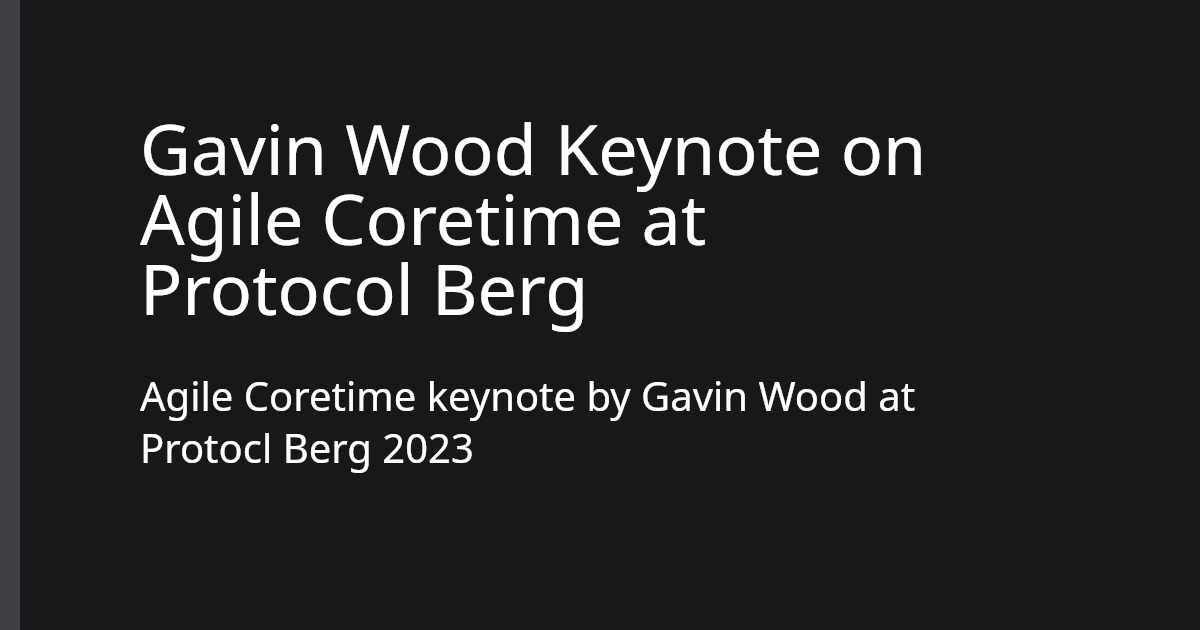 Gavin Wood Keynote on
Agile Coretime at
Protocol Berg
Agile Coretime keynote by Gavin Wood at
Protocl Berg 2023